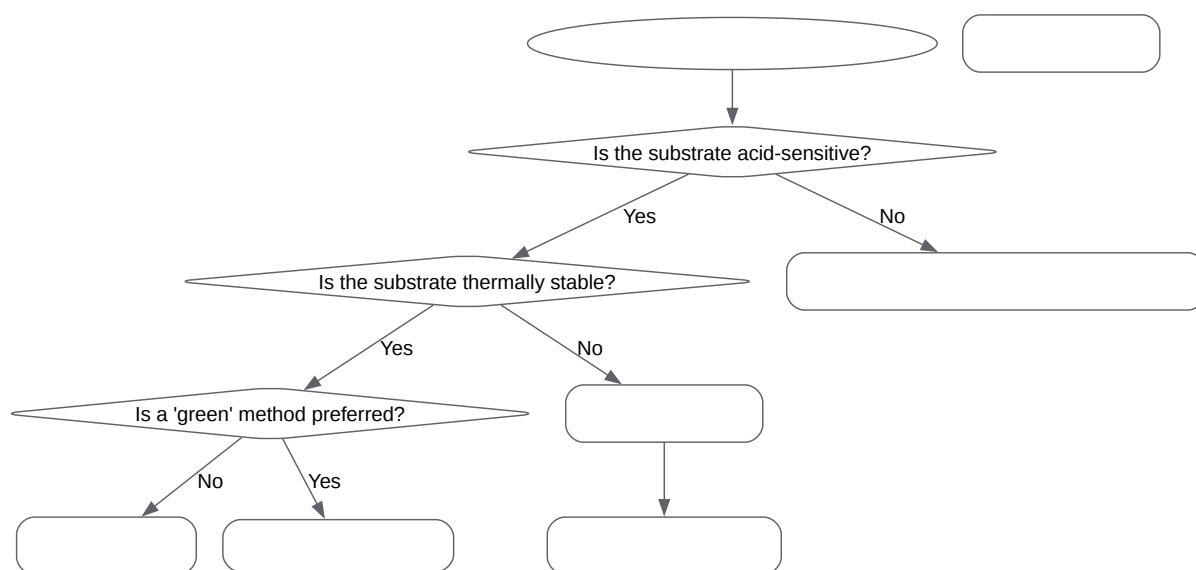 Is the substrate acid-sensitive?
Yes
No
Is the substrate thermally stable?
Yes
No
Is a 'green' method preferred?
No
Yes